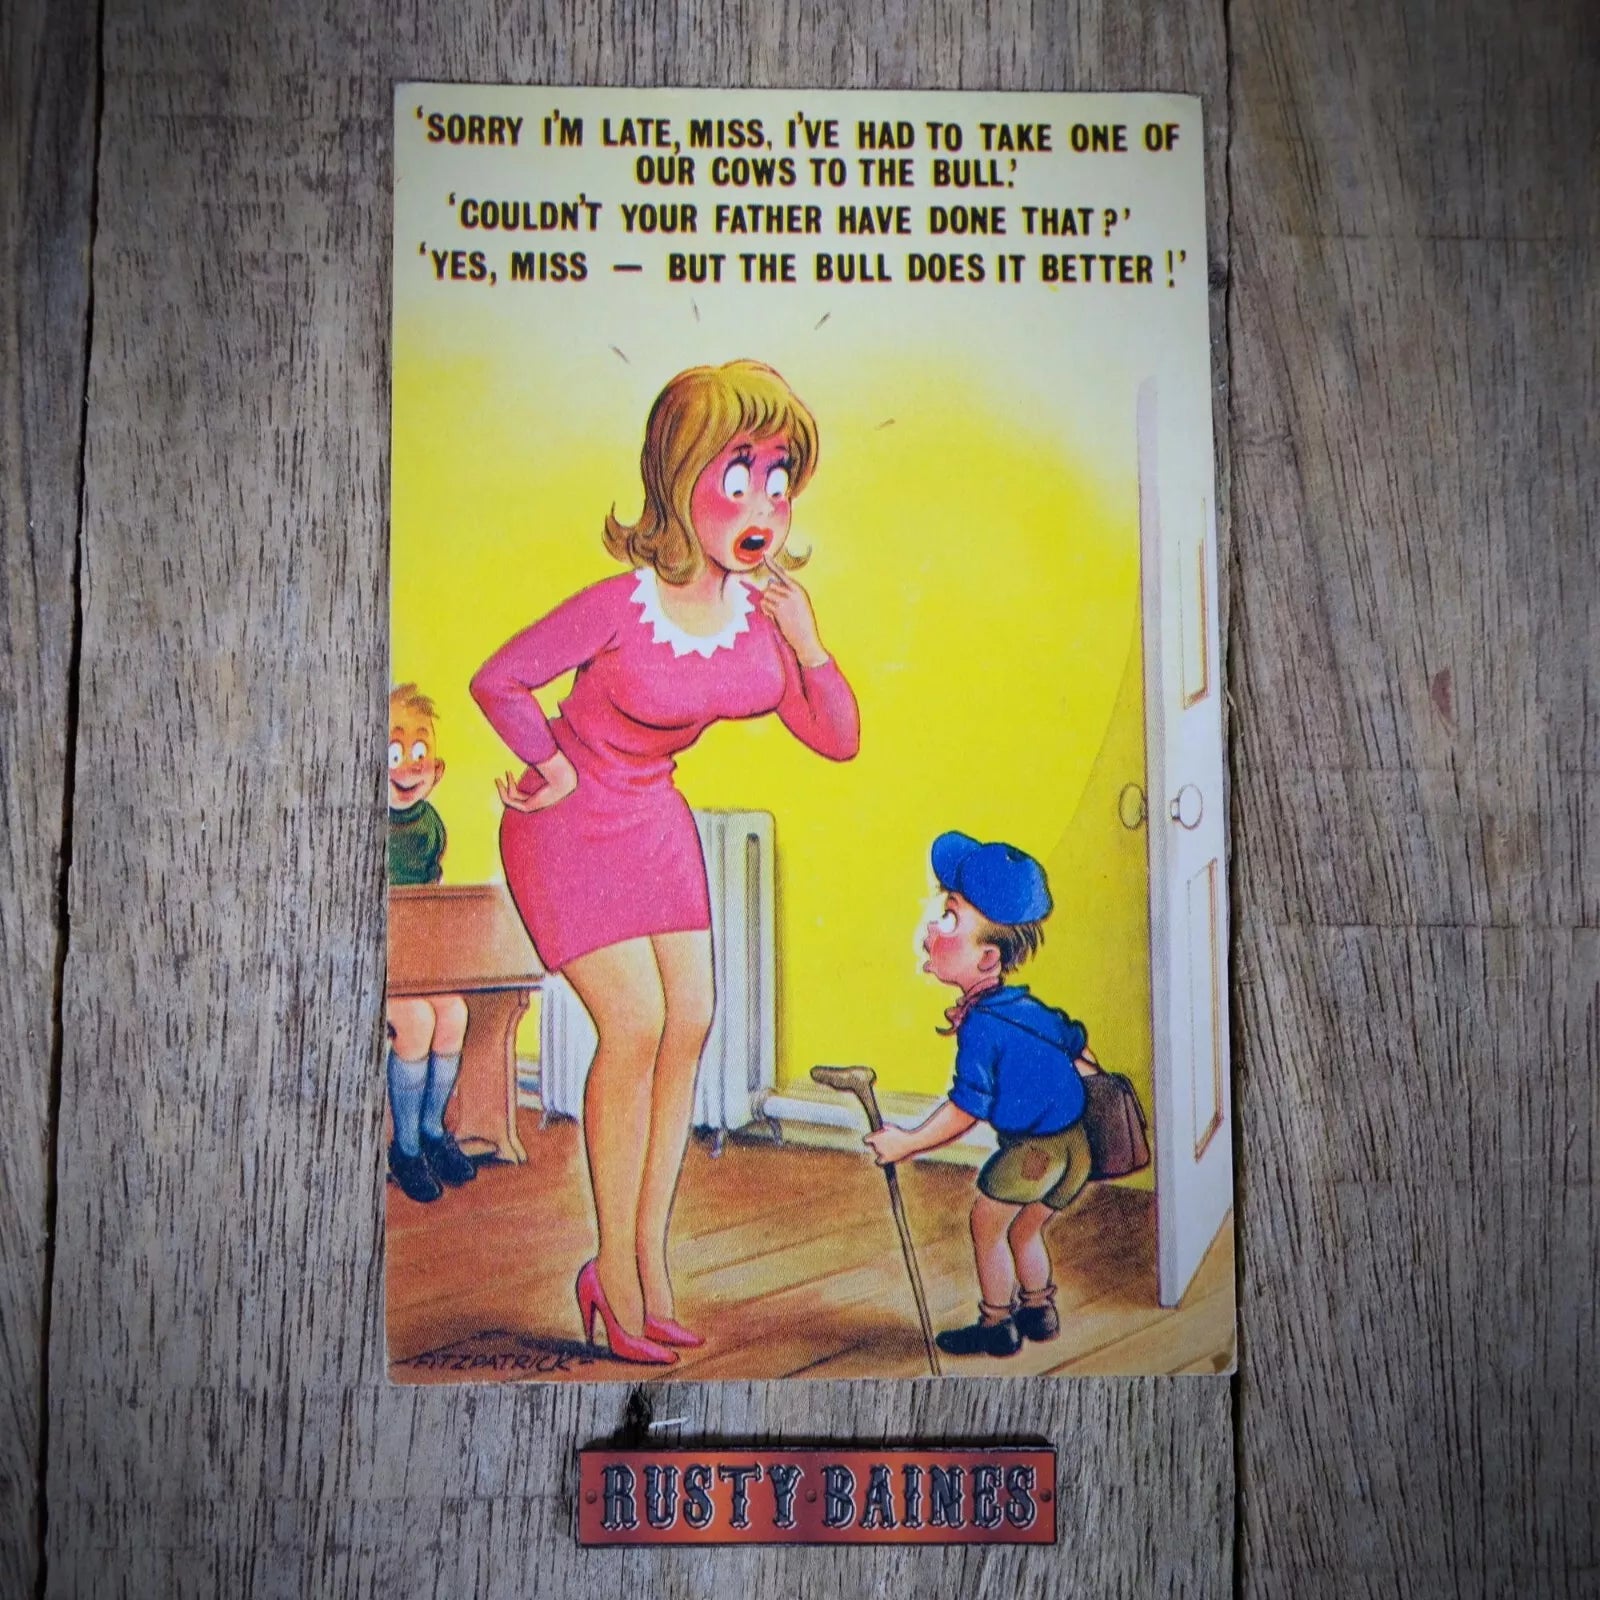 'SORRY I'M LATE, MISS, I'VE HAD TO TAKE ONE OF
OUR COWS TO THE BULL.'
'COULDN'T YOUR FATHER HAVE DONE THAT?'
'YES, MISS — BUT THE BULL DOES IT BETTER!'
-FITZPATRICK-
RUSTY·BAINES